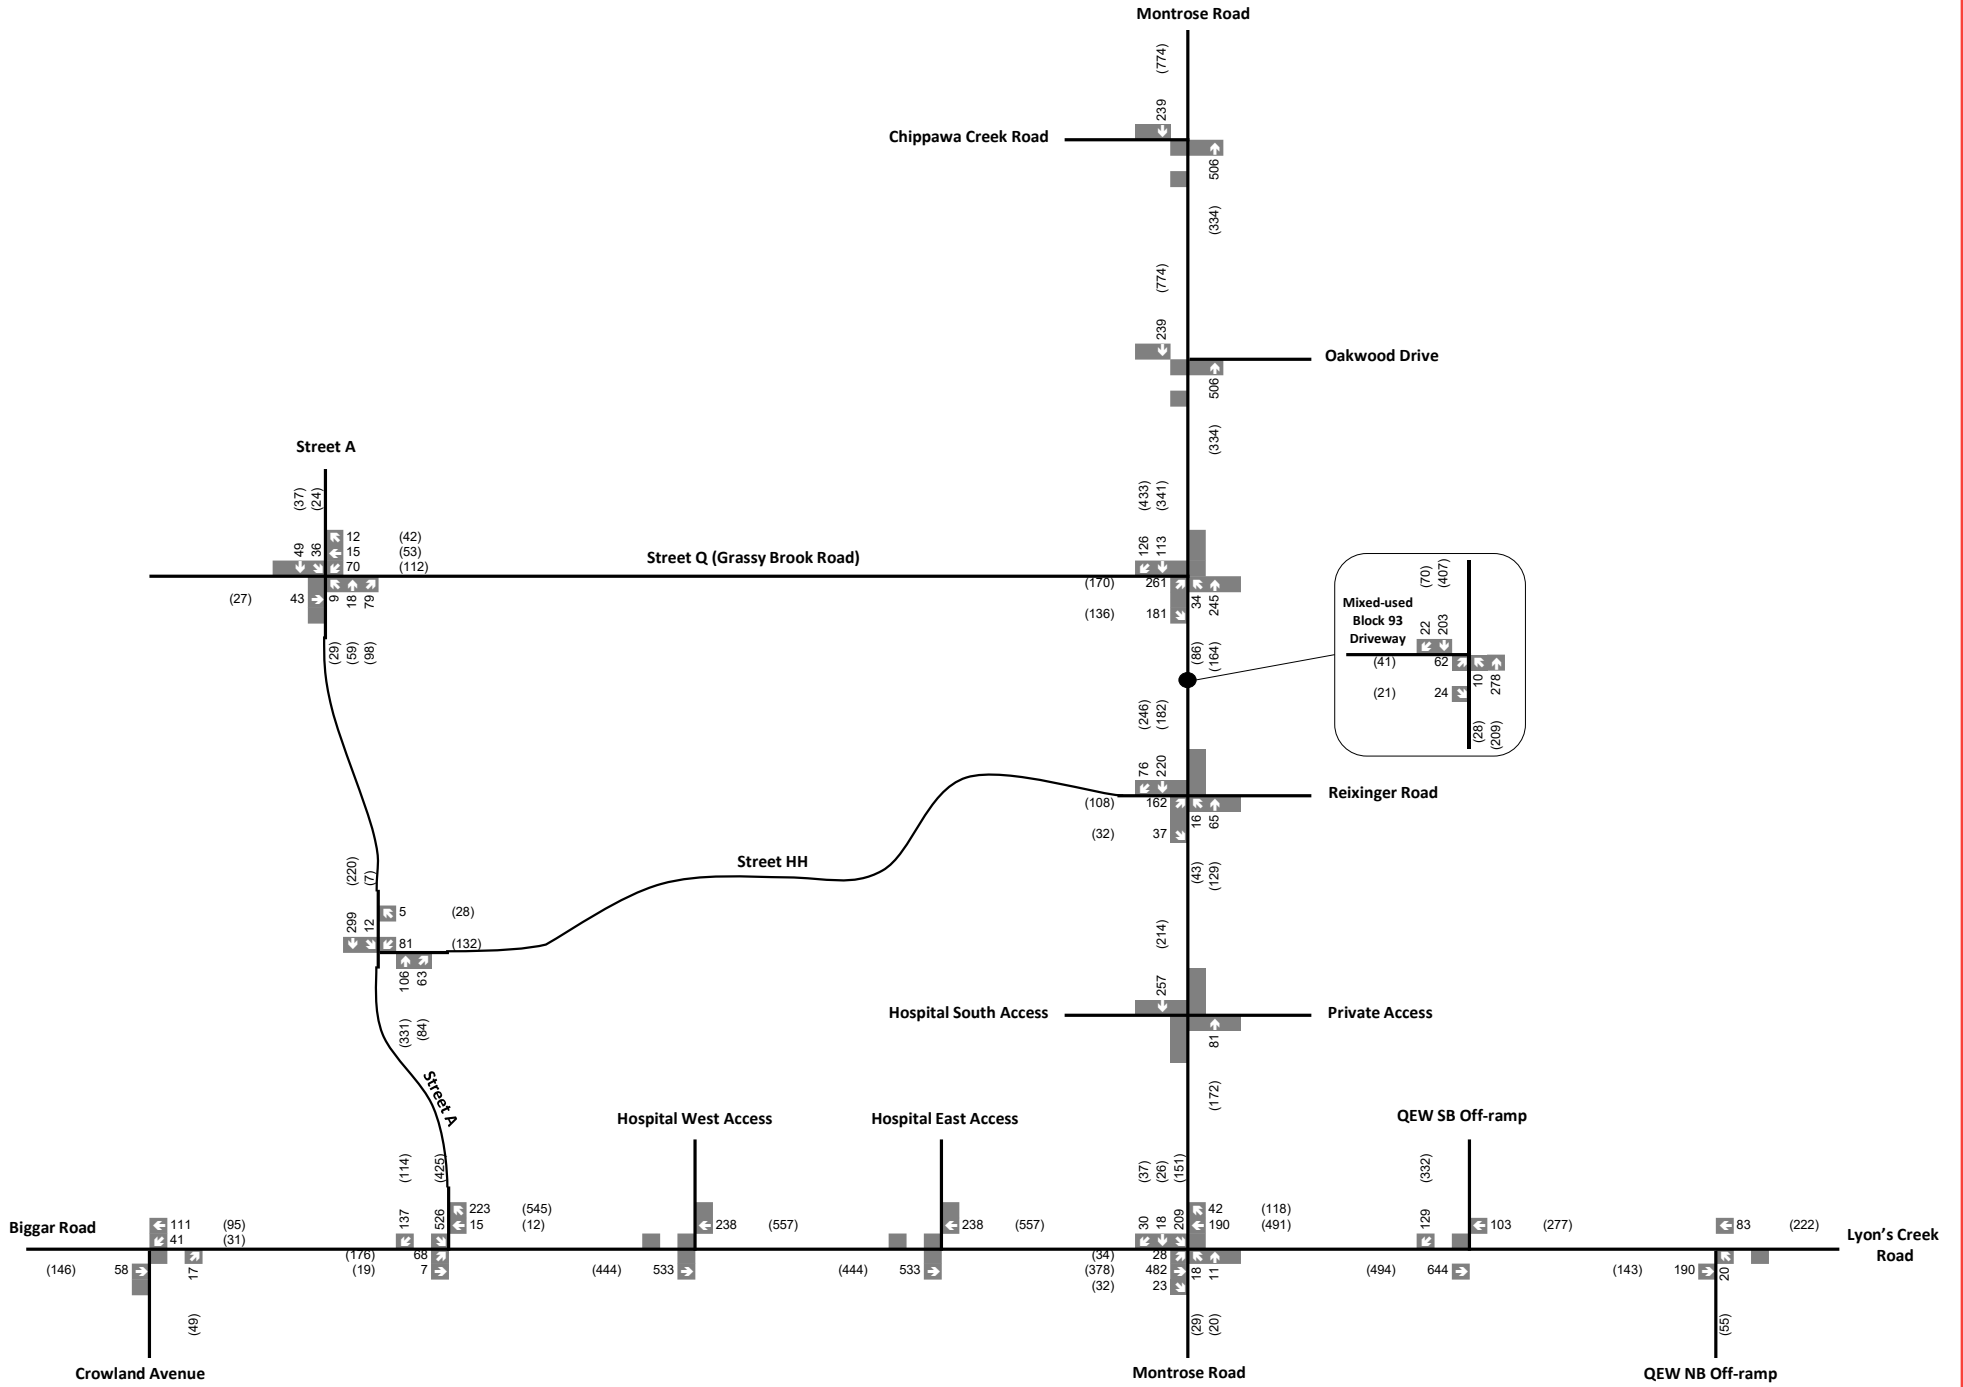 Montrose Road
(774)
239
Chippawa Creek Road
506
(334)
(774)
239
Oakwood Drive
506
(334)
Street A
(37) (24)
49 36
12 (42)
15 (53)
70 (112)
(27) 43
9 18 79
(29) (59) (98)
Street Q (Grassy Brook Road)
(433) (341)
126 113
(170) 261
(136) 181
34 245
(86) (164)
Mixed-used
Block 93
Driveway
(70) (407)
22 203
(41) 62
(21) 24
10 278
(28) (209)
(246) (182)
76 220
Reixinger Road
(108) 162
(32) 37
16 65
(43) (129)
Street HH
(220) (7)
299 12
5 (28)
81 (132)
106 63
(331) (84)
Street A
(214)
257
Hospital South Access
Private Access
81
(172)
Hospital West Access
Hospital East Access
QEW SB Off-ramp
Biggar Road
111 (95)
41 (31)
(146) 58
17
(49)
Crowland Avenue
(114) (425)
137 526
223 (545)
15 (12)
(176) 68
(19) 7
238 (557)
(444) 533
238 (557)
(444) 533
(37) (26) (151)
30 18 209
42 (118)
190 (491)
(34) 28
(378) 482
(32) 23
18 11
(29) (20)
Montrose Road
(332)
129
103 (277)
(494) 644
83 (222)
(143) 190
20
(55)
QEW NB Off-ramp
Lyon's Creek
Road